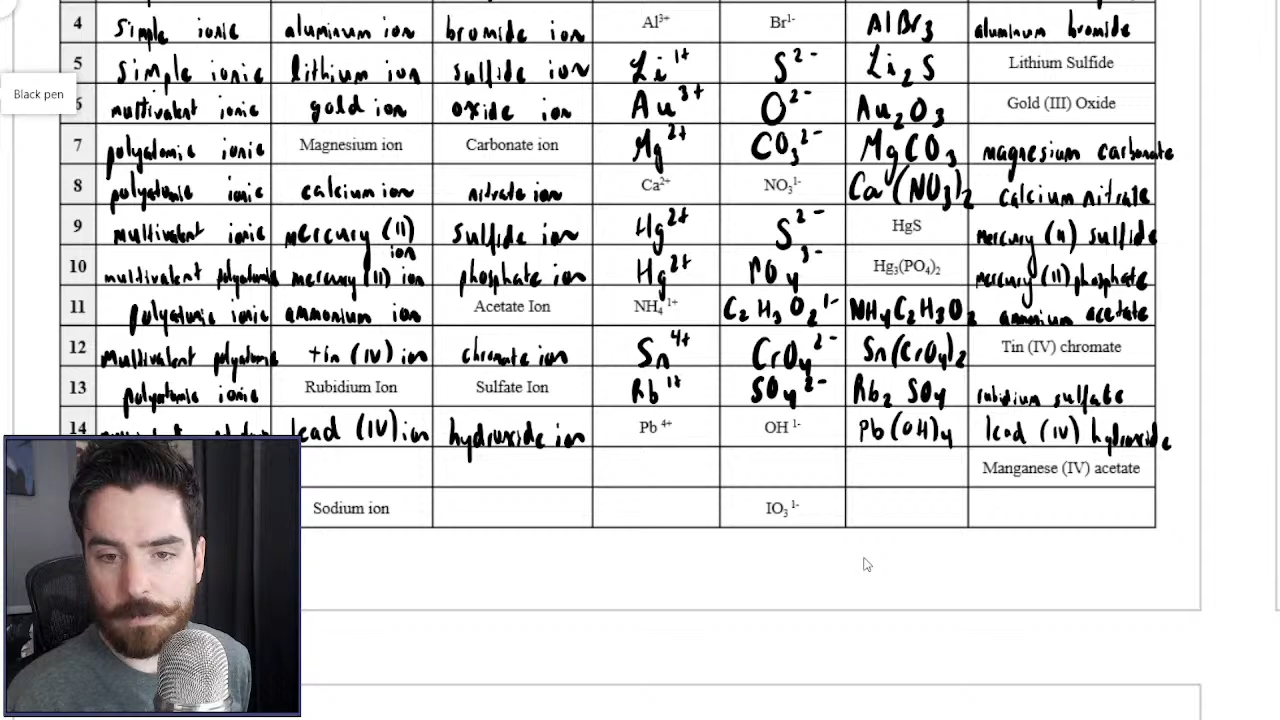 4 simple ionic aluminum ion bromide ion Al³⁺ Br¹⁻ AlBr₃ aluminum bromide
5 simple ionic lithium ion sulfide ion Li¹⁺ S²⁻ Li₂S Lithium Sulfide
Black pen
6 multivalent ionic gold ion oxide ion Au³⁺ O²⁻ Au₂O₃ Gold (III) Oxide
7 polyatomic ionic Magnesium ion Carbonate ion Mg²⁺ CO₃²⁻ MgCO₃ magnesium carbonate
8 polyatomic ionic calcium ion nitrate ion Ca²⁺ NO₃¹⁻ Ca(NO₃)₂ calcium nitrate
9 multivalent ionic mercury (II) ion sulfide ion Hg²⁺ S²⁻ HgS mercury (II) sulfide
10 multivalent polyatomic mercury (II) ion phosphate ion Hg²⁺ PO₄³⁻ Hg₃(PO₄)₂ mercury (II) phosphate
11 polyatomic ionic ammonium ion Acetate Ion NH₄¹⁺ C₂H₃O₂¹⁻ NH₄C₂H₃O₂ ammonium acetate
12 multivalent polyatomic tin (IV) ion chromate ion Sn⁴⁺ CrO₄²⁻ Sn(CrO₄)₂ Tin (IV) chromate
13 polyatomic ionic Rubidium Ion Sulfate Ion Rb¹⁺ SO₄²⁻ Rb₂SO₄ rubidium sulfate
14 lead (IV) ion hydroxide ion Pb ⁴⁺ OH ¹⁻ Pb(OH)₄ lead (IV) hydroxide
Manganese (IV) acetate
Sodium ion IO₃ ¹⁻